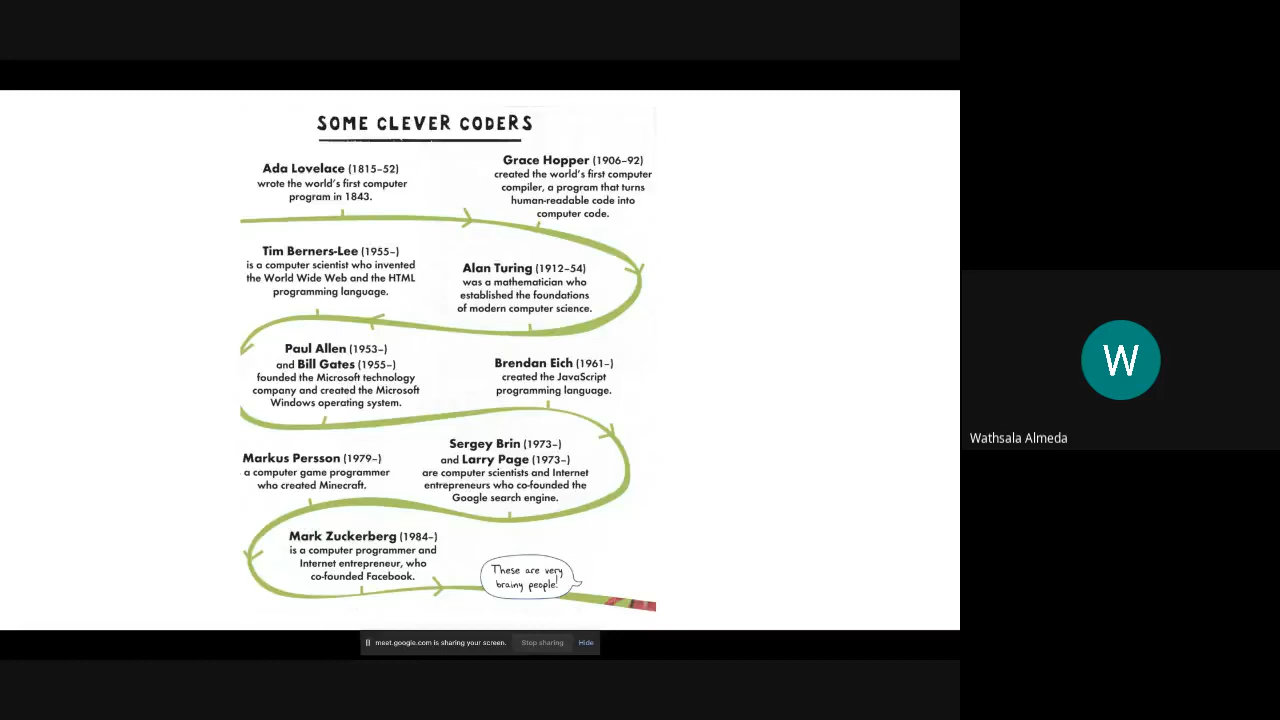 SOME CLEVER CODERS
Ada Lovelace (1815–52)
wrote the world's first computer
program in 1843.
Grace Hopper (1906–92)
created the world's first computer
compiler, a program that turns
human-readable code into
computer code.
Alan Turing (1912–54)
was a mathematician who
established the foundations
of modern computer science.
Tim Berners-Lee (1955–)
is a computer scientist who invented
the World Wide Web and the HTML
programming language.
Paul Allen (1953–)
and Bill Gates (1955–)
founded the Microsoft technology
company and created the Microsoft
Windows operating system.
Brendan Eich (1961–)
created the JavaScript
programming language.
Sergey Brin (1973–)
and Larry Page (1973–)
are computer scientists and Internet
entrepreneurs who co-founded the
Google search engine.
Markus Persson (1979–)
a computer game programmer
who created Minecraft.
Mark Zuckerberg (1984–)
is a computer programmer and
Internet entrepreneur, who
co-founded Facebook.
These are very
brainy people!
meet.google.com is sharing your screen.
Stop sharing
Hide
W
Wathsala Almeda